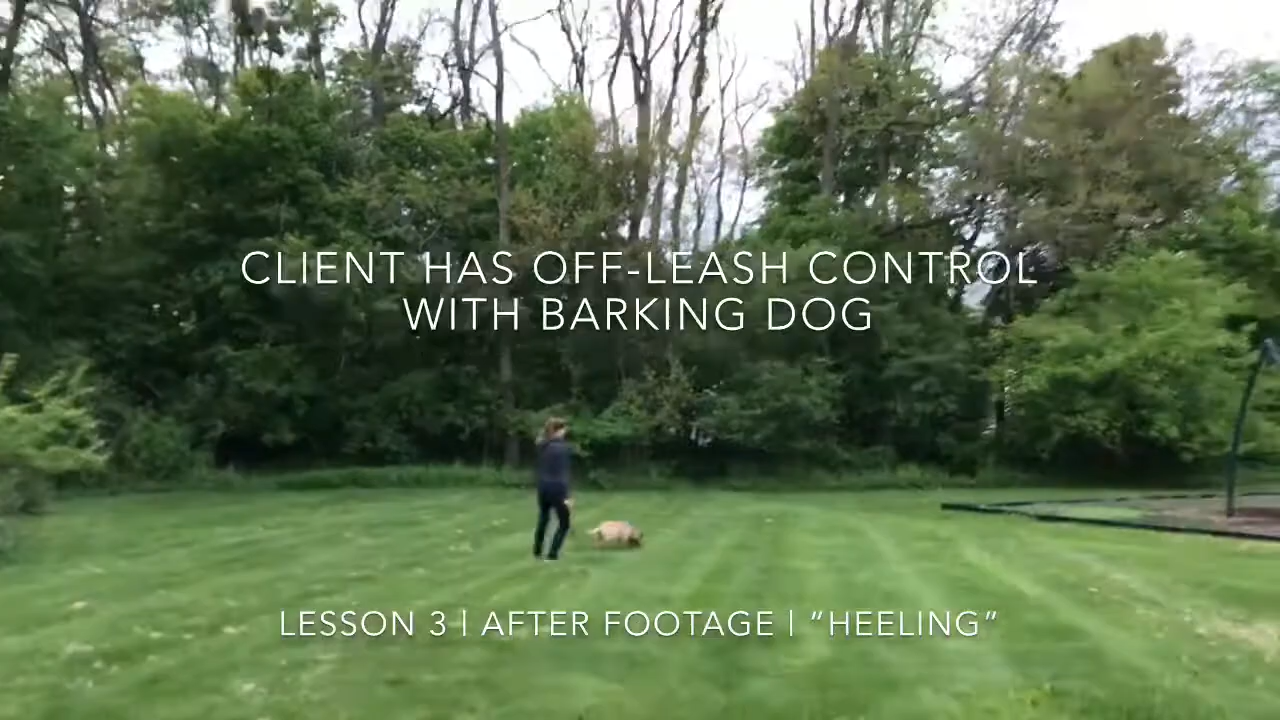 CLIENT HAS OFF-LEASH CONTROL
WITH BARKING DOG
LESSON 3 | AFTER FOOTAGE | “HEELING”